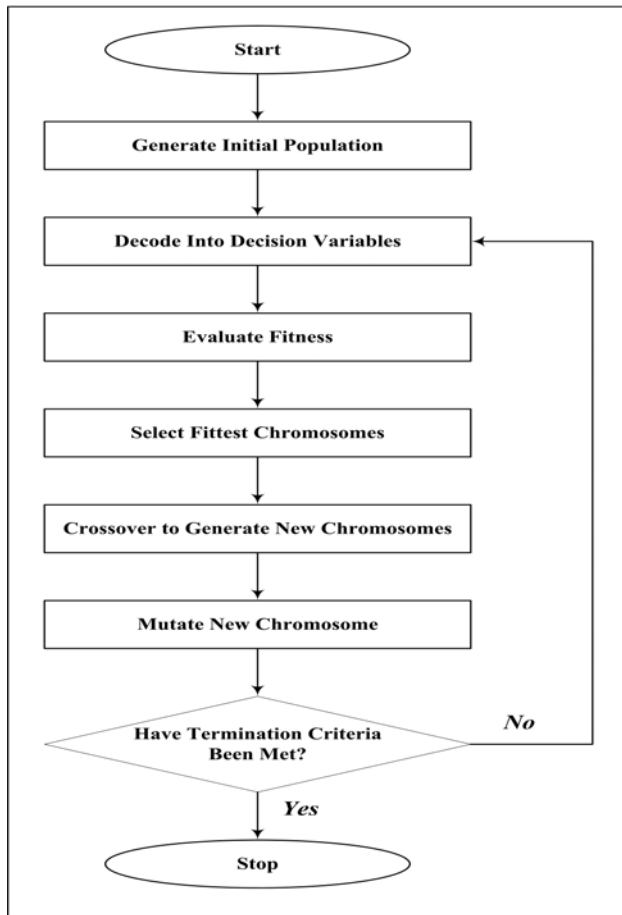 Start
Generate Initial Population
Decode Into Decision Variables
Evaluate Fitness
Select Fittest Chromosomes
Crossover to Generate New Chromosomes
Mutate New Chromosome
Have Termination Criteria
Been Met?
No
Yes
Stop